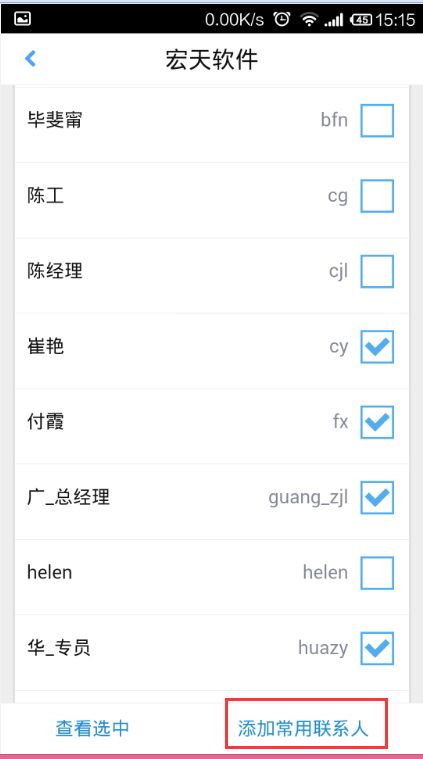 0.00K/s 45 15:15
宏天软件
毕斐甯 bfn
陈工 cg
陈经理 cjl
崔艳 cy
付霞 fx
广_总经理 guang_zjl
helen helen
华_专员 huazy
查看选中 添加常用联系人